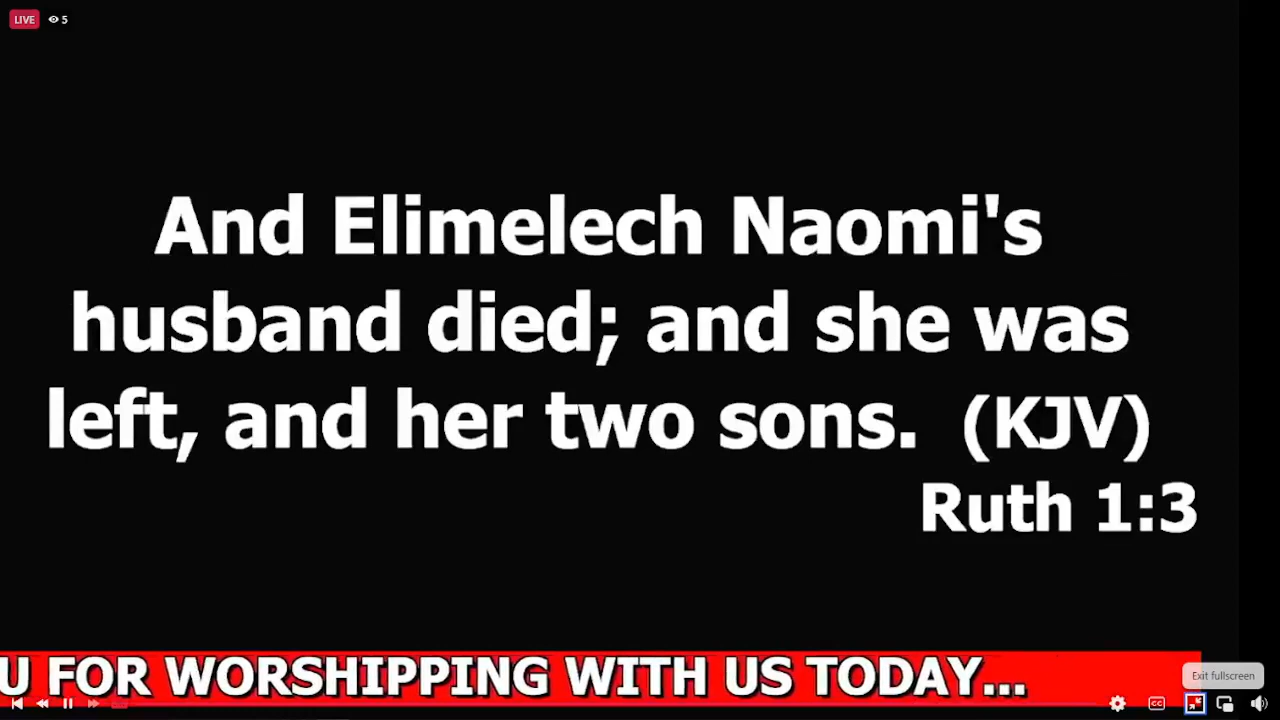 LIVE 5
And Elimelech Naomi's
husband died; and she was
left, and her two sons. (KJV)
Ruth 1:3
U FOR WORSHIPPING WITH US TODAY...
Exit fullscreen
CC